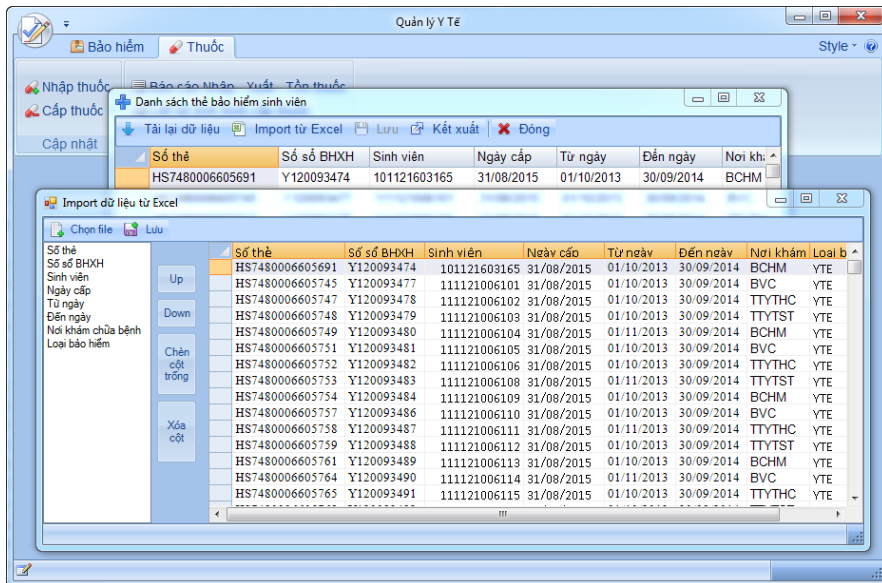 Quản lý Y Tế
Bảo hiểm Thuốc Style
Nhập thuốc Báo cáo Nhập Xuất Tồn thuốc
Cấp thuốc
Cập nhật
Danh sách thẻ bảo hiểm sinh viên
Tải lại dữ liệu Import từ Excel Lưu Kết xuất Đóng
Số thẻ Số sổ BHXH Sinh viên Ngày cấp Từ ngày Đến ngày
HS7480006605691 Y120093474 101121603165 31/08/2015 01/10/2013 30/09/2014 BCHM
Import dữ liệu từ Excel
Chọn file Lưu
Số thẻ
Số sổ BHXH
Sinh viên
Ngày cấp
Từ ngày
Đến ngày
Nơi khám chữa bệnh
Loại bảo hiểm
Up
Down
Chèn
cột
trống
Xóa
cột
Số thẻ Số sổ BHXH Sinh viên Ngày cấp Từ ngày Đến ngày Nơi khám Loại b
HS7480006605691 Y120093474 101121603165 31/08/2015 01/10/2013 30/09/2014 BCHM YTE
HS7480006605745 Y120093477 111121006101 31/08/2015 01/10/2013 30/09/2014 BVC YTE
HS7480006605747 Y120093478 111121006102 31/08/2015 01/10/2013 30/09/2014 TTYTHC YTE
HS7480006605748 Y120093479 111121006103 31/08/2015 01/10/2013 30/09/2014 TTYTST YTE
HS7480006605749 Y120093480 111121006104 31/08/2015 01/11/2013 30/09/2014 BCHM YTE
HS7480006605751 Y120093481 111121006105 31/08/2015 01/10/2013 30/09/2014 BVC YTE
HS7480006605752 Y120093482 111121006106 31/08/2015 01/10/2013 30/09/2014 TTYTHC YTE
HS7480006605753 Y120093483 111121006108 31/08/2015 01/11/2013 30/09/2014 TTYTST YTE
HS7480006605754 Y120093484 111121006109 31/08/2015 01/10/2013 30/09/2014 BCHM YTE
HS7480006605757 Y120093486 111121006110 31/08/2015 01/10/2013 30/09/2014 BVC YTE
HS7480006605758 Y120093487 111121006111 31/08/2015 01/11/2013 30/09/2014 TTYTHC YTE
HS7480006605759 Y120093488 111121006112 31/08/2015 01/10/2013 30/09/2014 TTYTST YTE
HS7480006605761 Y120093489 111121006113 31/08/2015 01/10/2013 30/09/2014 BCHM YTE
HS7480006605764 Y120093490 111121006114 31/08/2015 01/11/2013 30/09/2014 BVC YTE
HS7480006605765 Y120093491 111121006115 31/08/2015 01/10/2013 30/09/2014 TTYTHC YTE